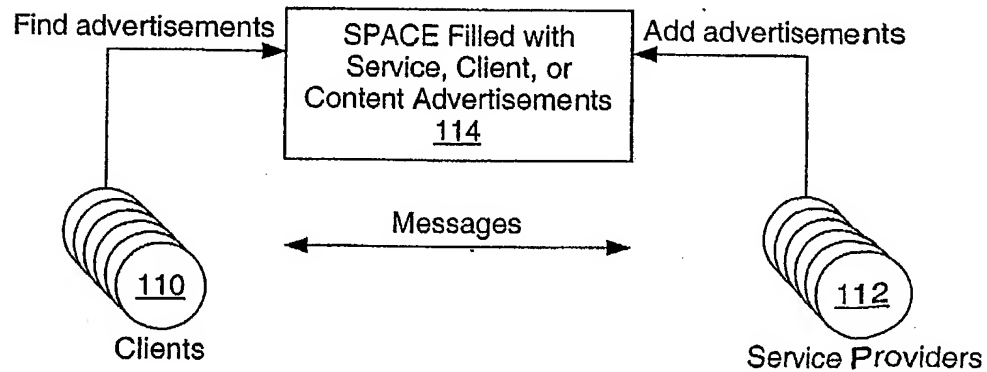 Find advertisements
SPACE Filled with
Service, Client, or
Content Advertisements
114
Add advertisements
Messages
110
Clients
112
Service Providers